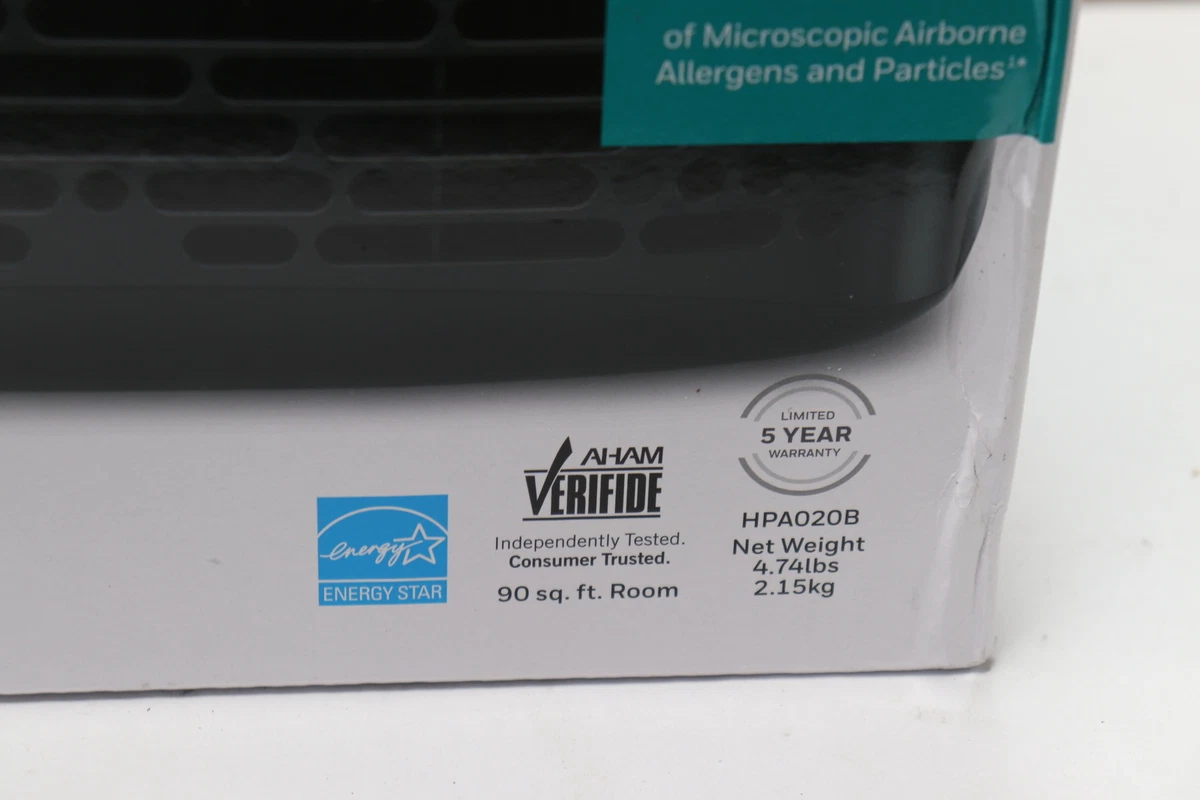 of Microscopic Airborne
Allergens and Particles¹*
LIMITED
5 YEAR
WARRANTY
AHAM
VERIFIDE
Independently Tested.
Consumer Trusted.
90 sq. ft. Room
energy
ENERGY STAR
HPA020B
Net Weight
4.74lbs
2.15kg